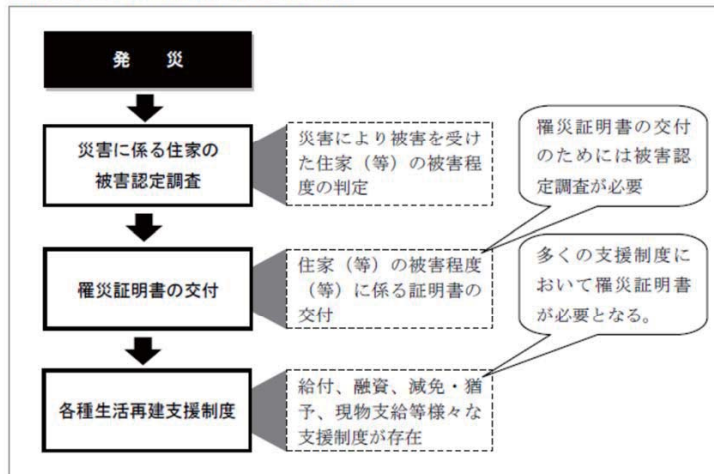 発 災
災害に係る住家の
被害認定調査
災害により被害を受け
た住家（等）の被害程
度の判定
罹災証明書の交付
のためには被害認
定調査が必要
罹災証明書の交付
住家（等）の被害程度
（等）に係る証明書の
交付
多くの支援制度に
おいて罹災証明書
が必要となる。
各種生活再建支援制度
給付、融資、減免・猶
予、現物支給等様々な
支援制度が存在